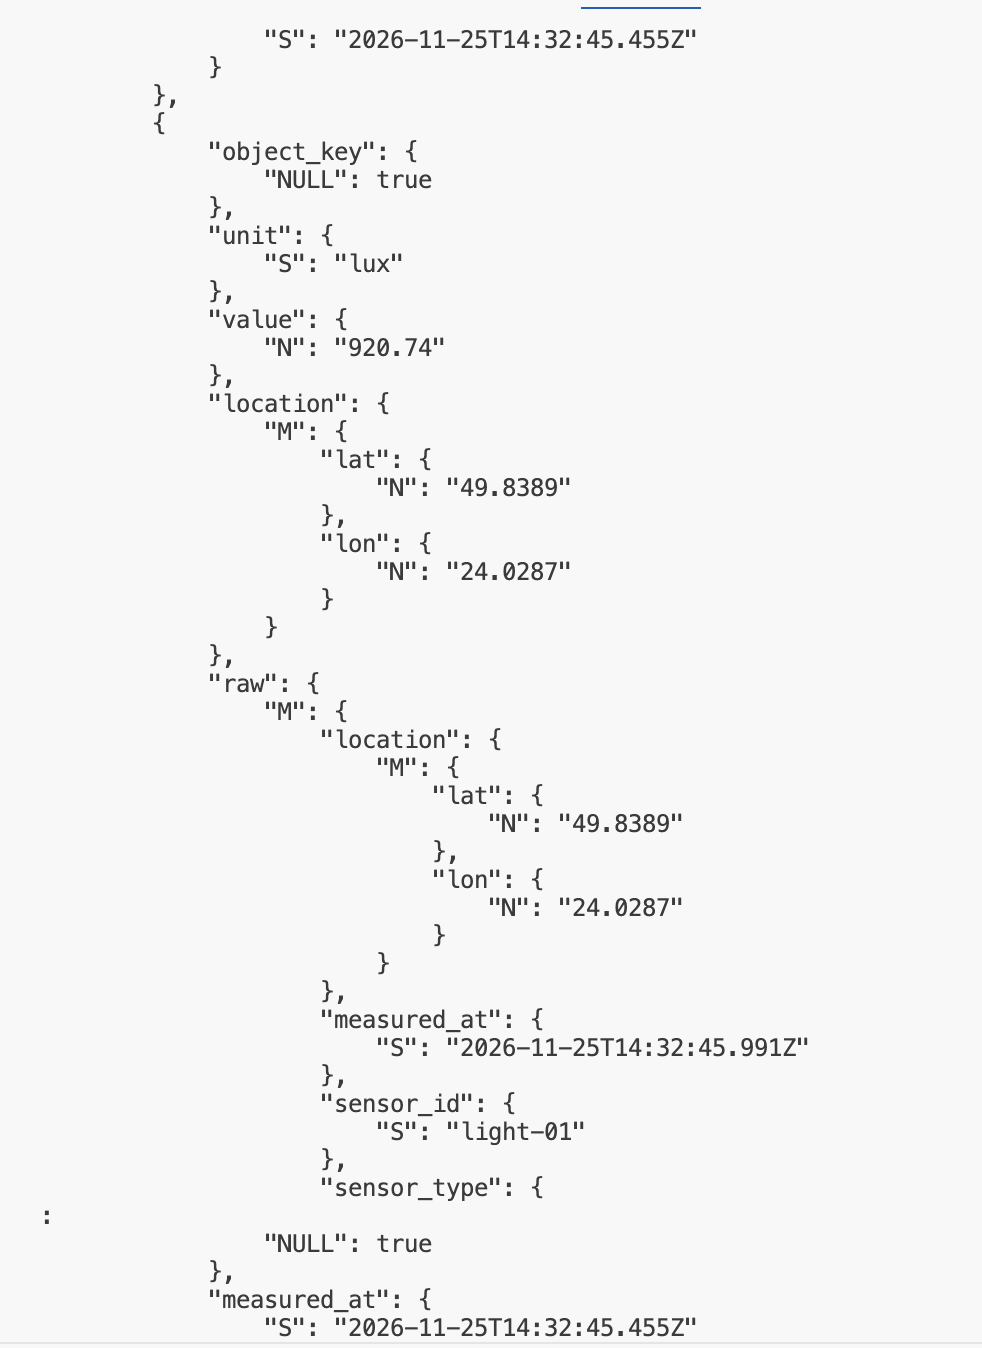 "S": "2026-11-25T14:32:45.455Z"
}
},
{
"object_key": {
"NULL": true
},
"unit": {
"S": "lux"
},
"value": {
"N": "920.74"
},
"location": {
"M": {
"lat": {
"N": "49.8389"
},
"lon": {
"N": "24.0287"
}
}
},
"raw": {
"M": {
"location": {
"M": {
"lat": {
"N": "49.8389"
},
"lon": {
"N": "24.0287"
}
}
},
"measured_at": {
"S": "2026-11-25T14:32:45.991Z"
},
"sensor_id": {
"S": "light-01"
},
"sensor_type": {
:
"NULL": true
},
"measured_at": {
"S": "2026-11-25T14:32:45.455Z"